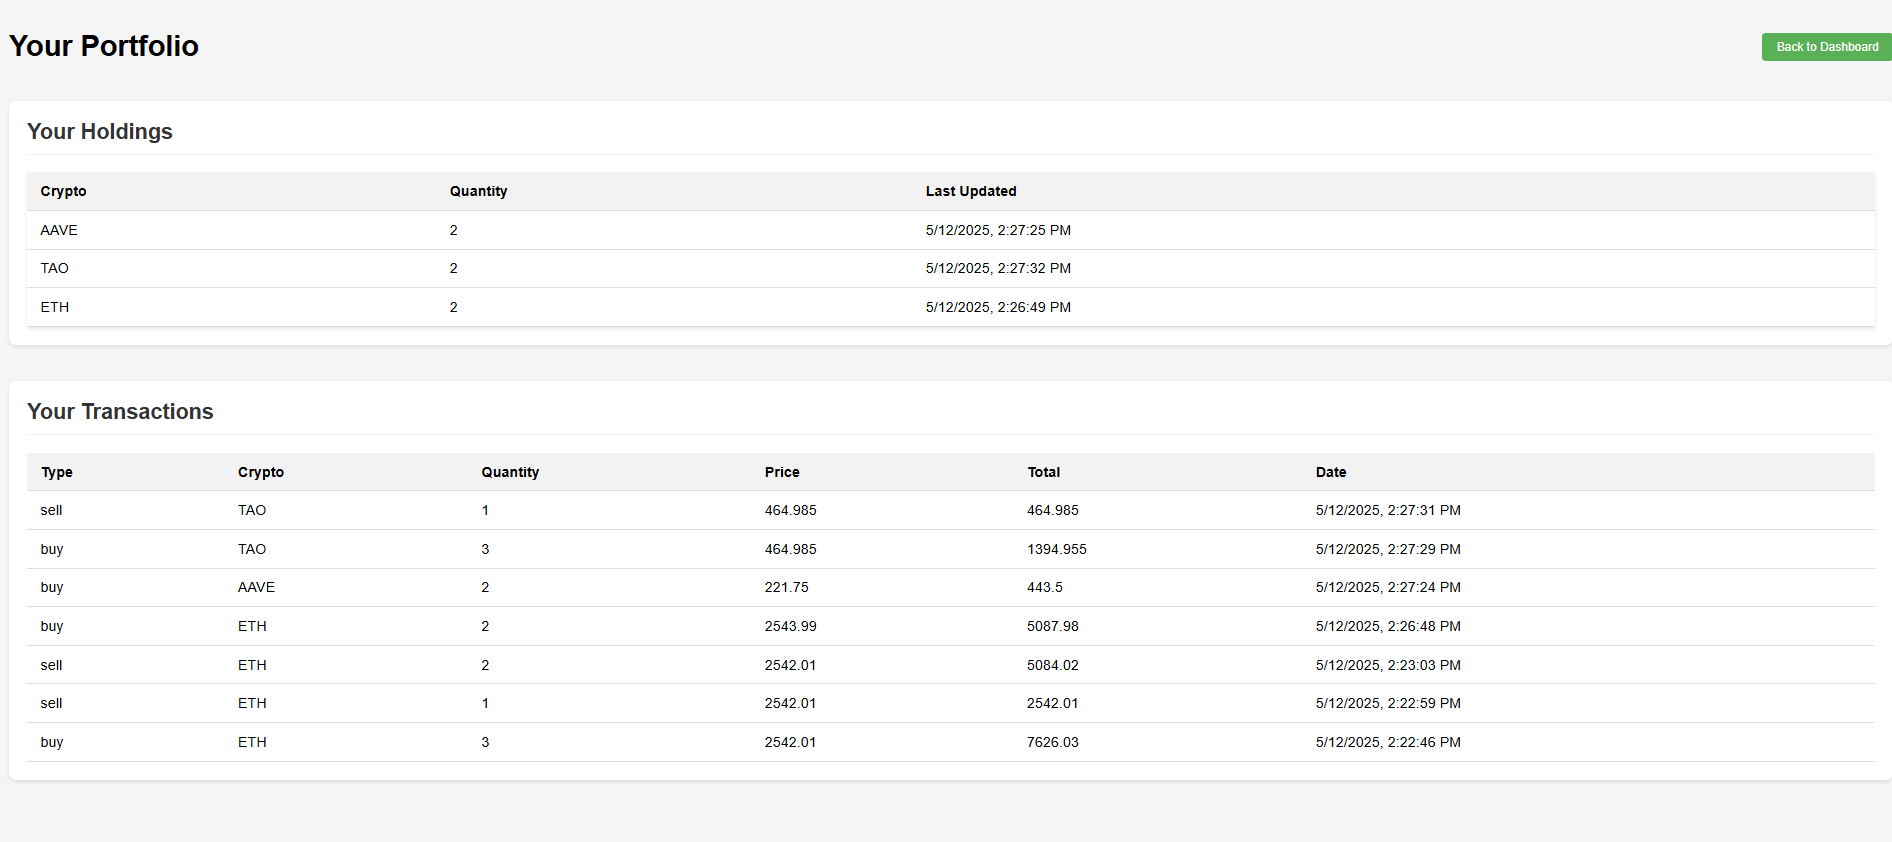 Your Portfolio
Back to Dashboard
Your Holdings
Crypto Quantity Last Updated
AAVE 2 5/12/2025, 2:27:25 PM
TAO 2 5/12/2025, 2:27:32 PM
ETH 2 5/12/2025, 2:26:49 PM
Your Transactions
Type Crypto Quantity Price Total Date
sell TAO 1 464.985 464.985 5/12/2025, 2:27:31 PM
buy TAO 3 464.985 1394.955 5/12/2025, 2:27:29 PM
buy AAVE 2 221.75 443.5 5/12/2025, 2:27:24 PM
buy ETH 2 2543.99 5087.98 5/12/2025, 2:26:48 PM
sell ETH 2 2542.01 5084.02 5/12/2025, 2:23:03 PM
sell ETH 1 2542.01 2542.01 5/12/2025, 2:22:59 PM
buy ETH 3 2542.01 7626.03 5/12/2025, 2:22:46 PM